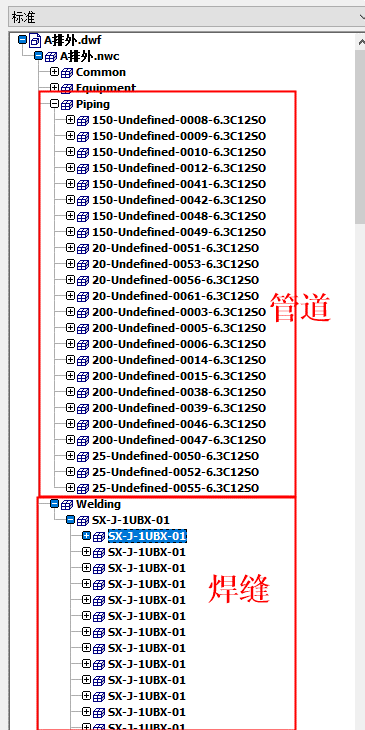 标准
A排外.dwf
A排外.nwc
Common
Equipment
Piping
150-Undefined-0008-6.3C12SO
150-Undefined-0009-6.3C12SO
150-Undefined-0010-6.3C12SO
150-Undefined-0012-6.3C12SO
150-Undefined-0041-6.3C12SO
150-Undefined-0042-6.3C12SO
150-Undefined-0048-6.3C12SO
150-Undefined-0049-6.3C12SO
20-Undefined-0051-6.3C12SO
20-Undefined-0053-6.3C12SO
20-Undefined-0056-6.3C12SO
20-Undefined-0061-6.3C12SO
200-Undefined-0003-6.3C12SO
管道
200-Undefined-0005-6.3C12SO
200-Undefined-0006-6.3C12SO
200-Undefined-0014-6.3C12SO
200-Undefined-0015-6.3C12SO
200-Undefined-0038-6.3C12SO
200-Undefined-0039-6.3C12SO
200-Undefined-0046-6.3C12SO
200-Undefined-0047-6.3C12SO
25-Undefined-0050-6.3C12SO
25-Undefined-0052-6.3C12SO
25-Undefined-0055-6.3C12SO
Welding
SX-J-1UBX-01
SX-J-1UBX-01
SX-J-1UBX-01
SX-J-1UBX-01
SX-J-1UBX-01
焊缝
SX-J-1UBX-01
SX-J-1UBX-01
SX-J-1UBX-01
SX-J-1UBX-01
SX-J-1UBX-01
SX-J-1UBX-01
SX-J-1UBX-01
SX-J-1UBX-01
SX-J-1UBX-01